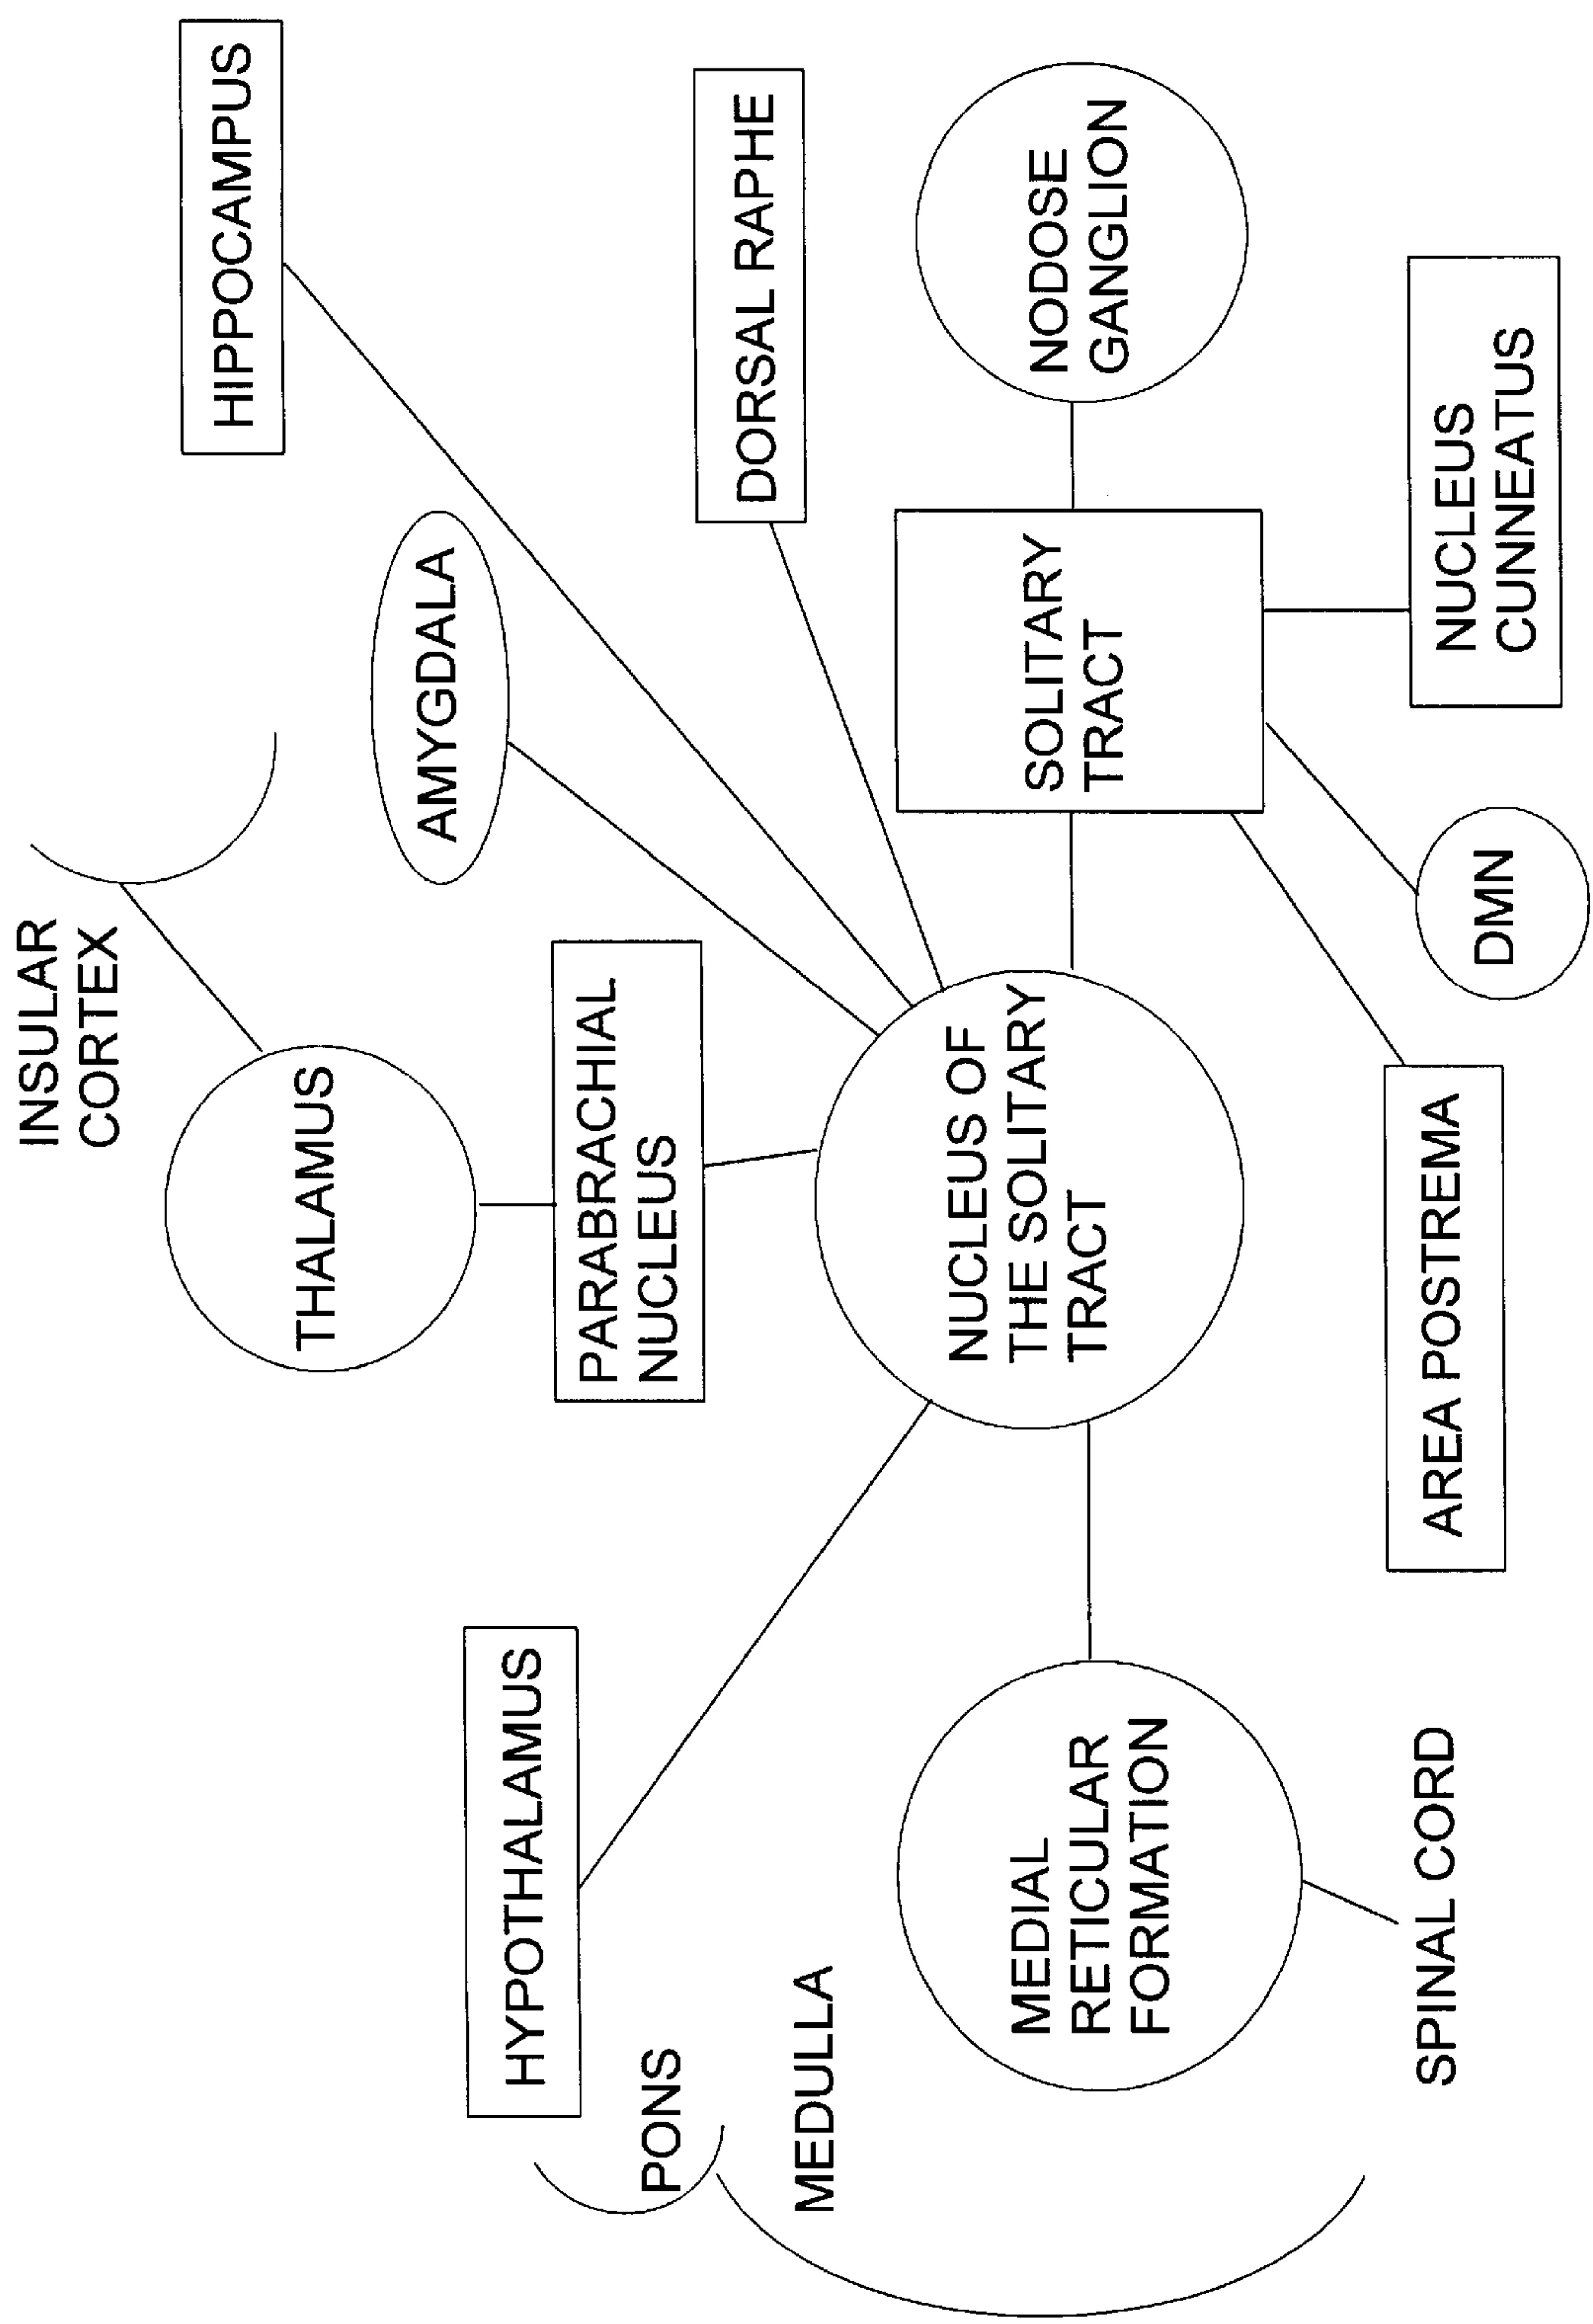 INSULAR
CORTEX
HIPPOCAMPUS
THALAMUS
AMYGDALA
HYPOTHALAMUS
PARABRACHIAL
NUCLEUS
DORSAL RAPHE
PONS
MEDULLA
NUCLEUS OF
THE SOLITARY
TRACT
SOLITARY
TRACT
NODOSE
GANGLION
MEDIAL
RETICULAR
FORMATION
SPINAL CORD
AREA POSTREMA
DMN
NUCLEUS
CUNNEATUS